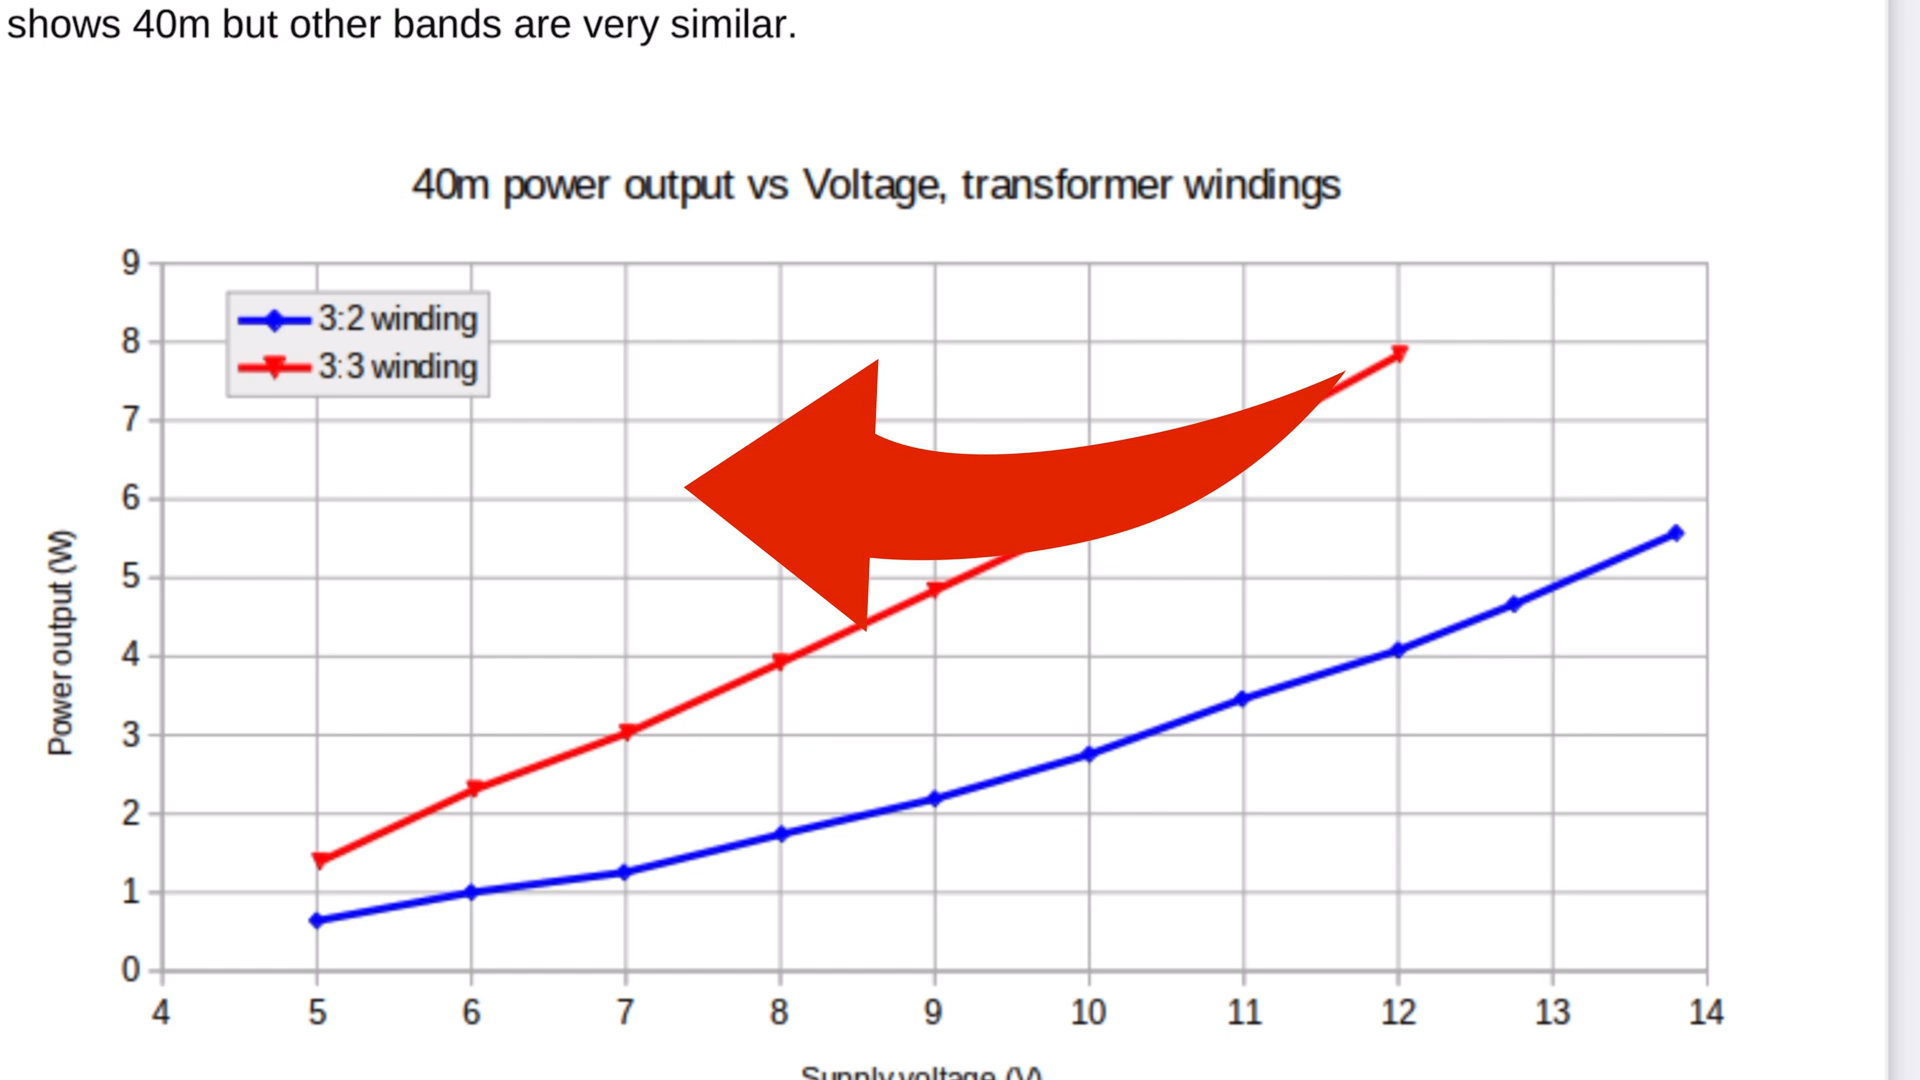 shows 40m but other bands are very similar.
40m power output vs Voltage, transformer windings
3:2 winding
3:3 winding
Power output (W)
9
8
7
6
5
4
3
2
1
0
4 5 6 7 8 9 10 11 12 13 14
Supply voltage (V)